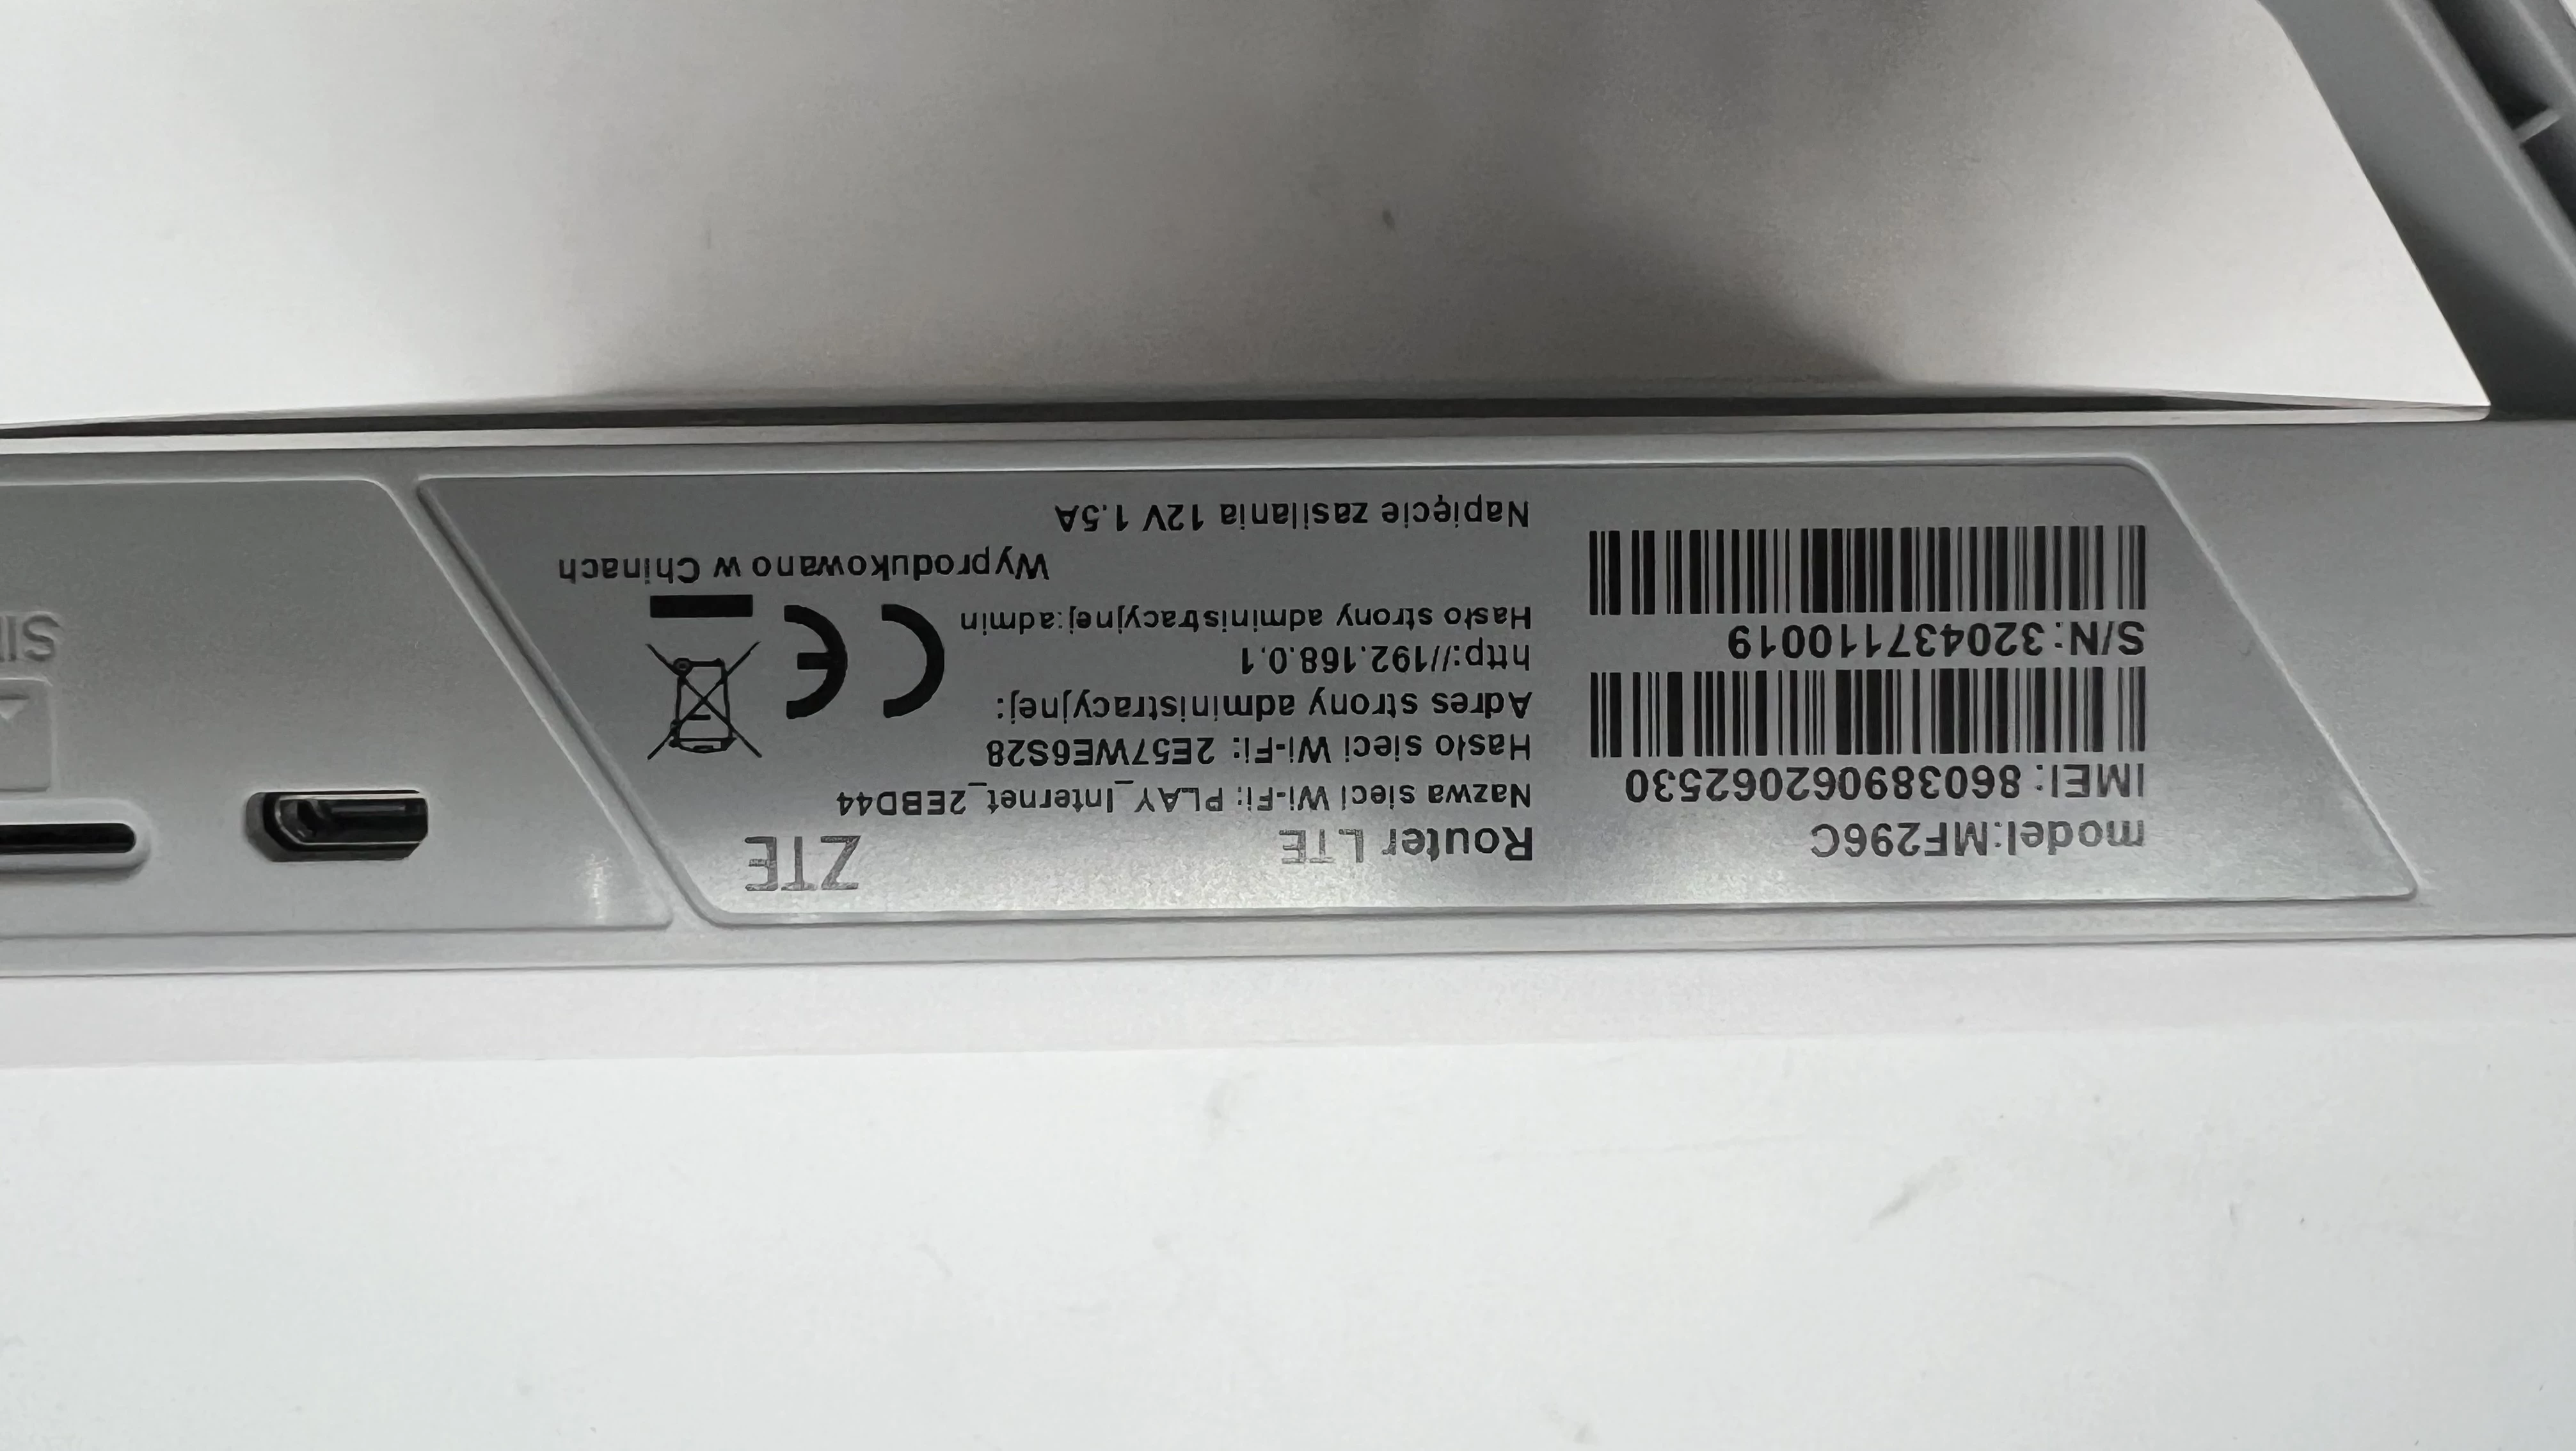 model:MF296C
IMEI: 860389062062530
S/N:320437110019
Router LTE
ZTE
Nazwa sieci Wi-Fi: PLAY_Internet_2EBD44
Hasło sieci Wi-Fi: 2E57WE6S28
Adres strony administracyjnej:
http://192.168.0.1
Hasło strony administracyjnej:admin
Wyprodukowano w Chinach
Napięcie zasilania 12V 1.5A
CE